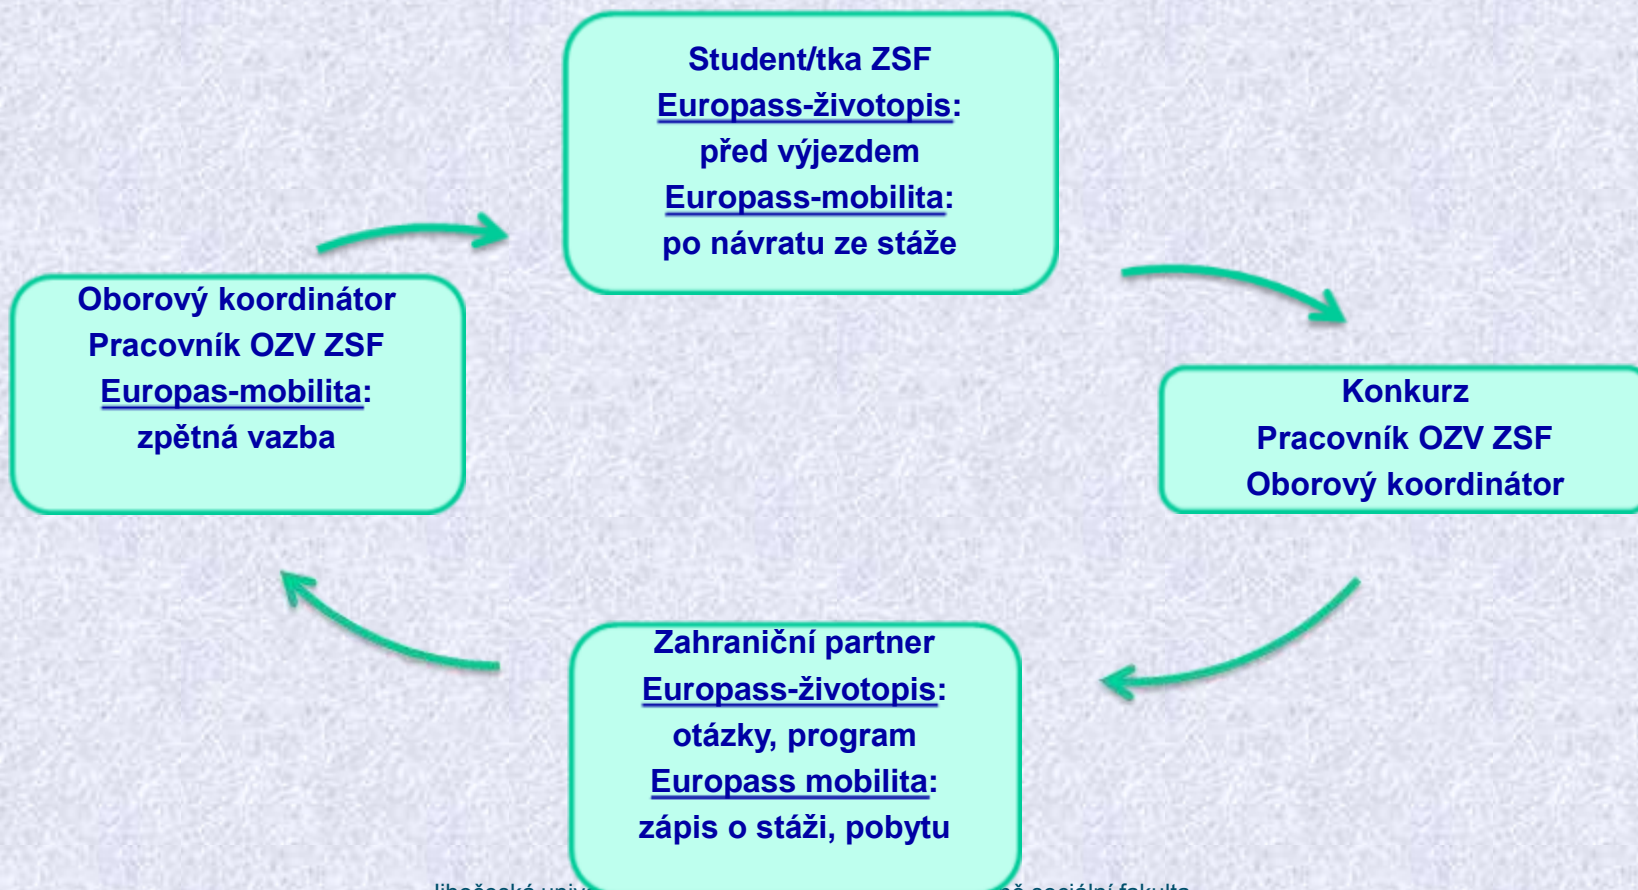 Student/tka ZSF
Europass-životopis:
před výjezdem
Europass-mobilita:
po návratu ze stáže
Oborový koordinátor
Pracovník OZV ZSF
Europas-mobilita:
zpětná vazba
Konkurz
Pracovník OZV ZSF
Oborový koordinátor
Zahraniční partner
Europass-životopis:
otázky, program
Europass mobilita:
zápis o stáži, pobytu
sociální fakulta